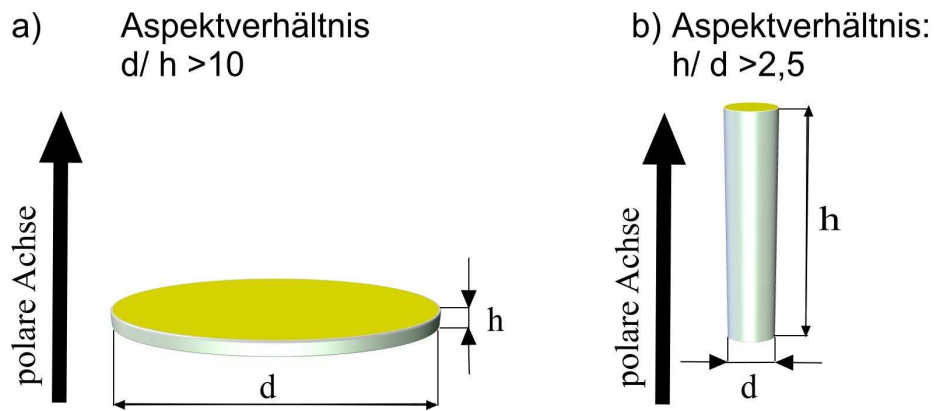 a) Aspektverhältnis
d/ h >10
polare Achse
h
d
b) Aspektverhältnis:
h/ d >2,5
polare Achse
h
d